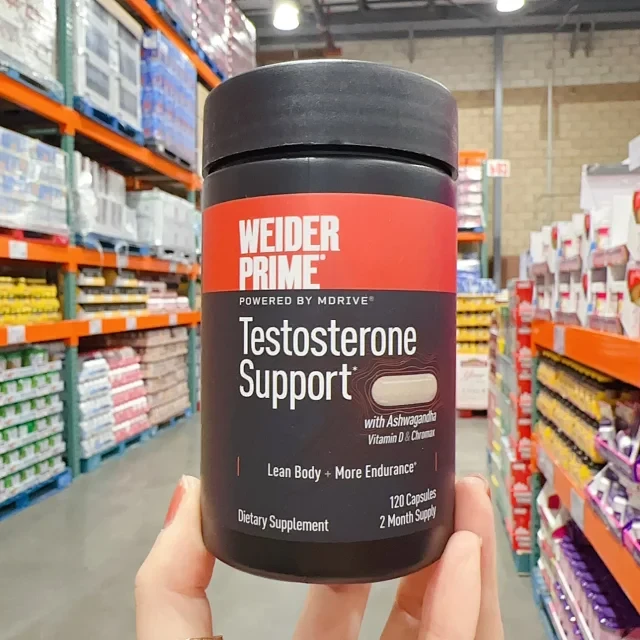 WEIDER
PRIME®
POWERED BY MDRIVE®
Testosterone
Support*
with Ashwagandha
Vitamin D & Chromax
Lean Body + More Endurance*
120 Capsules
Dietary Supplement
2 Month Supply